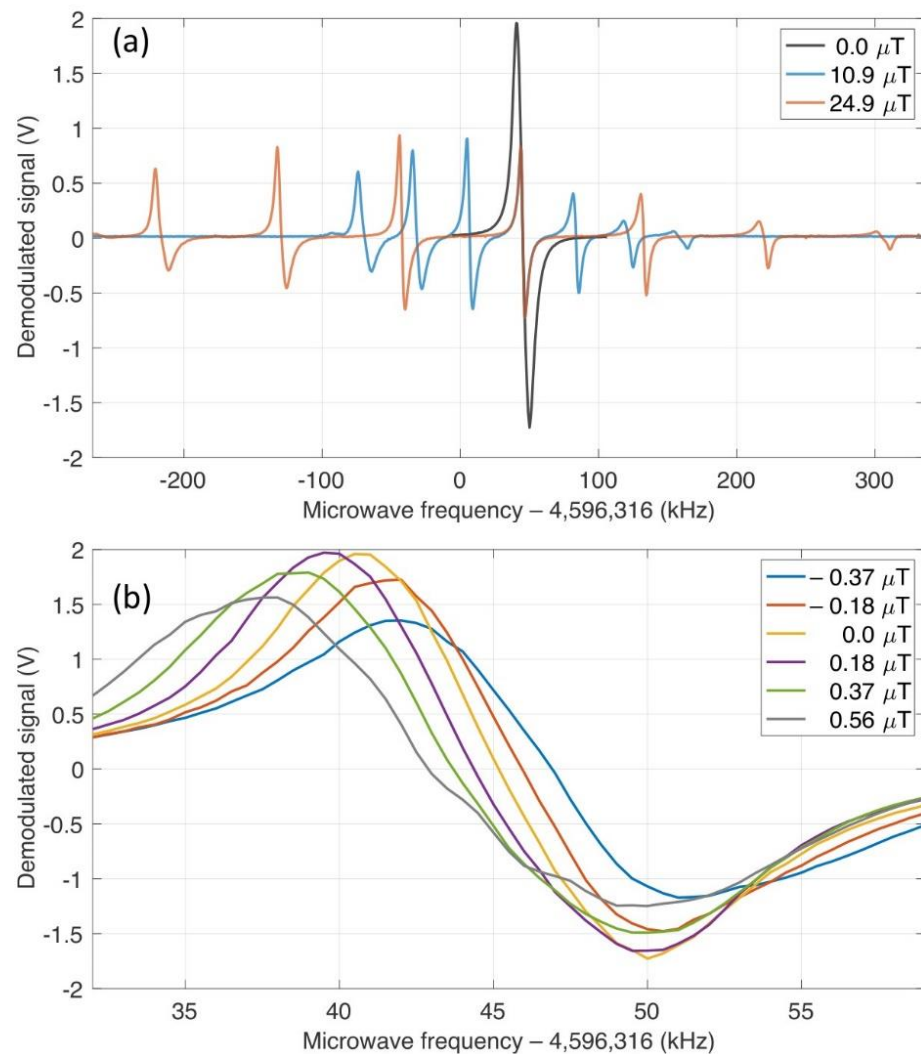 (a)
0.0 μT
10.9 μT
24.9 μT
2
1.5
1
0.5
0
-0.5
-1
-1.5
-2
Demodulated signal (V)
-200
-100
0
100
200
300
Microwave frequency – 4,596,316 (kHz)
(b)
– 0.37 μT
– 0.18 μT
0.0 μT
0.18 μT
0.37 μT
0.56 μT
2
1.5
1
0.5
0
-0.5
-1
-1.5
-2
Demodulated signal (V)
35
40
45
50
55
Microwave frequency – 4,596,316 (kHz)